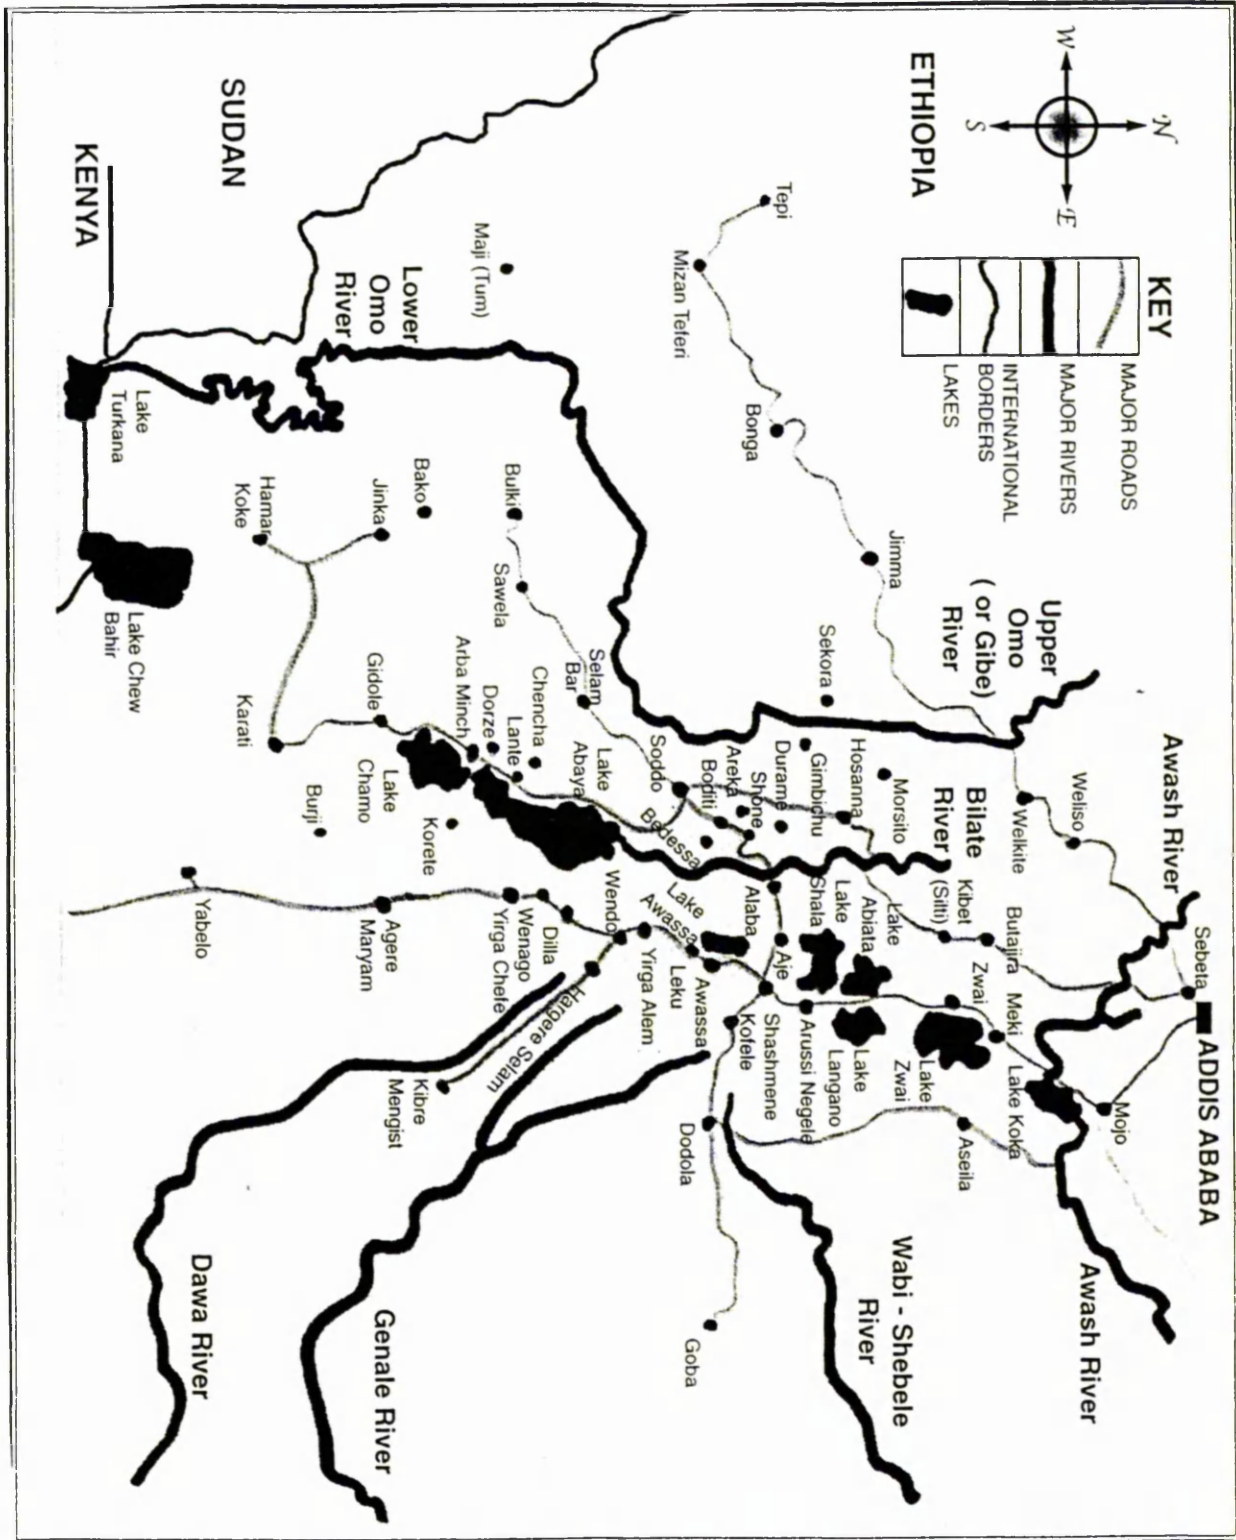 N
W
E
S
ETHIOPIA
KEY
MAJOR ROADS
MAJOR RIVERS
INTERNATIONAL
BORDERS
LAKES
ADDIS ABABA
Sebeta
Awash River
Mojo
Awash River
Weliso
Welkite
Lake Koka
Meki
Zwai
Butajira
Kibet
(Silti)
Aseila
Lake
Zwai
Upper
Omo
( or Gibe)
River
Bilate
River
Morsito
Hosanna
Gimbichu
Durame
Shone
Areka
Boditi
Soddo
Bedessa
Sekora
Jimma
Bonga
Mizan Teferi
Tepi
Lake
Abiata
Lake
Shala
Lake
Langano
Arussi Negele
Shashmene
Kofele
Aje
Alaba
Lake
Awassa
Awassa
Leku
Yirga Alem
Wendo
Dilla
Wenago
Yirga Chefe
Hargere Selam
Kibre
Mengist
Agere
Maryam
Yabelo
Dodola
Goba
Wabi - Shebele
River
Genale River
Dawa River
Lake
Abaya
Selam
Bar
Chencha
Lante
Dorze
Arba Minch
Gidole
Lake
Chamo
Korete
Burji
Karati
Sawela
Bulki
Bako
Jinka
Hamar
Koke
Maji (Tum)
Lower
Omo
River
SUDAN
KENYA
Lake
Turkana
Lake Chew
Bahir